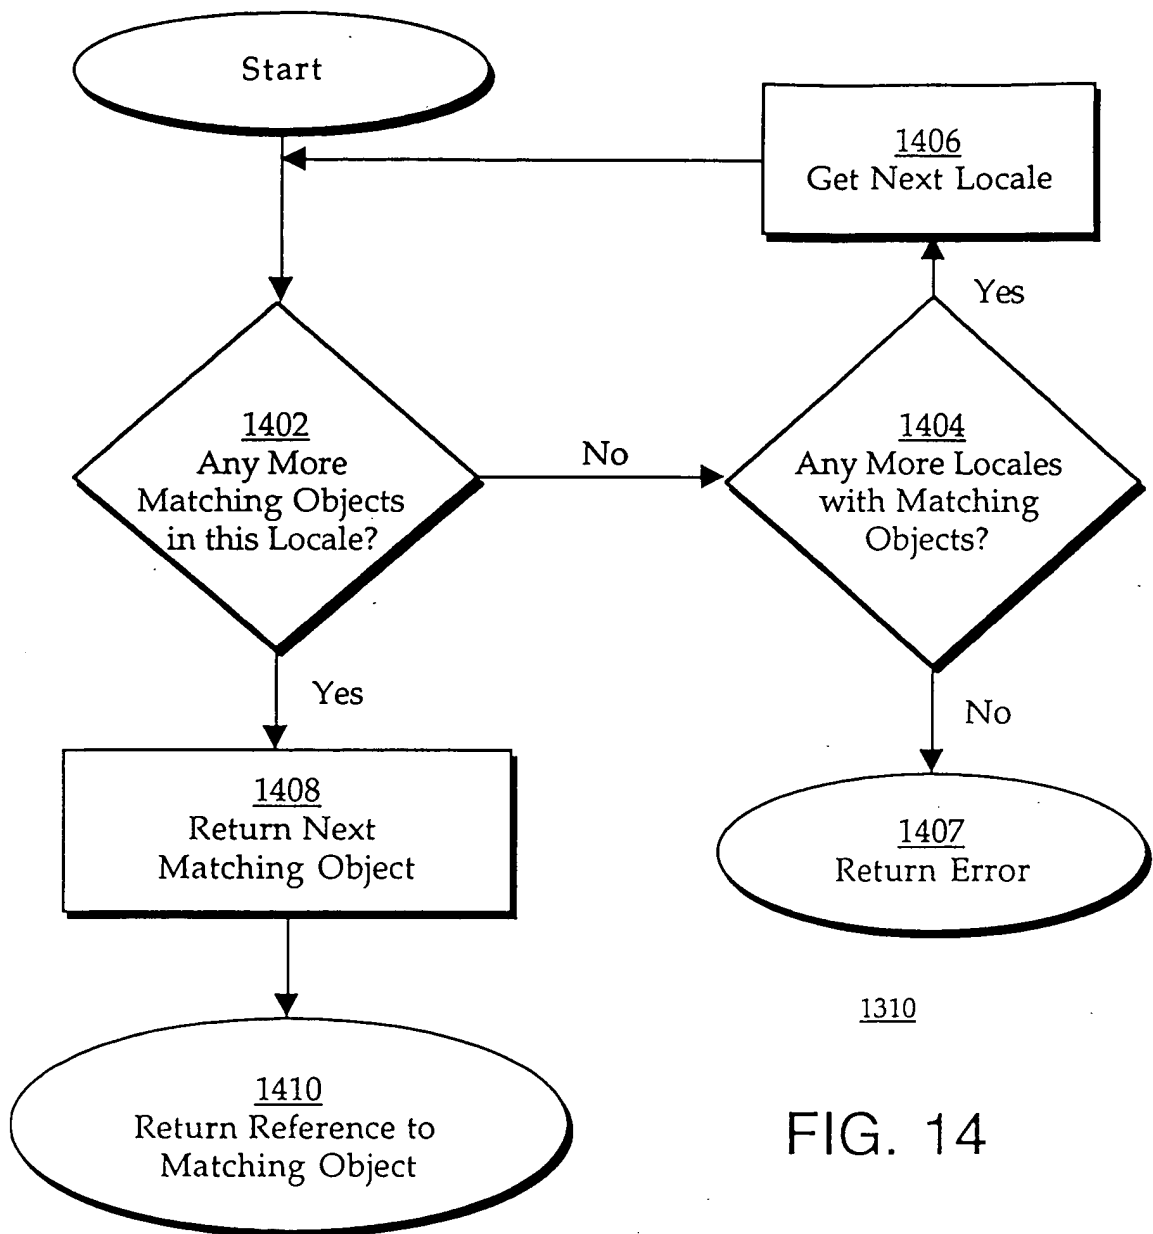 Start
1406
Get Next Locale
Yes
1402
Any More
Matching Objects
in this Locale?
No
1404
Any More Locales
with Matching
Objects?
Yes
No
1408
Return Next
Matching Object
1407
Return Error
1310
1410
Return Reference to
Matching Object
FIG. 14